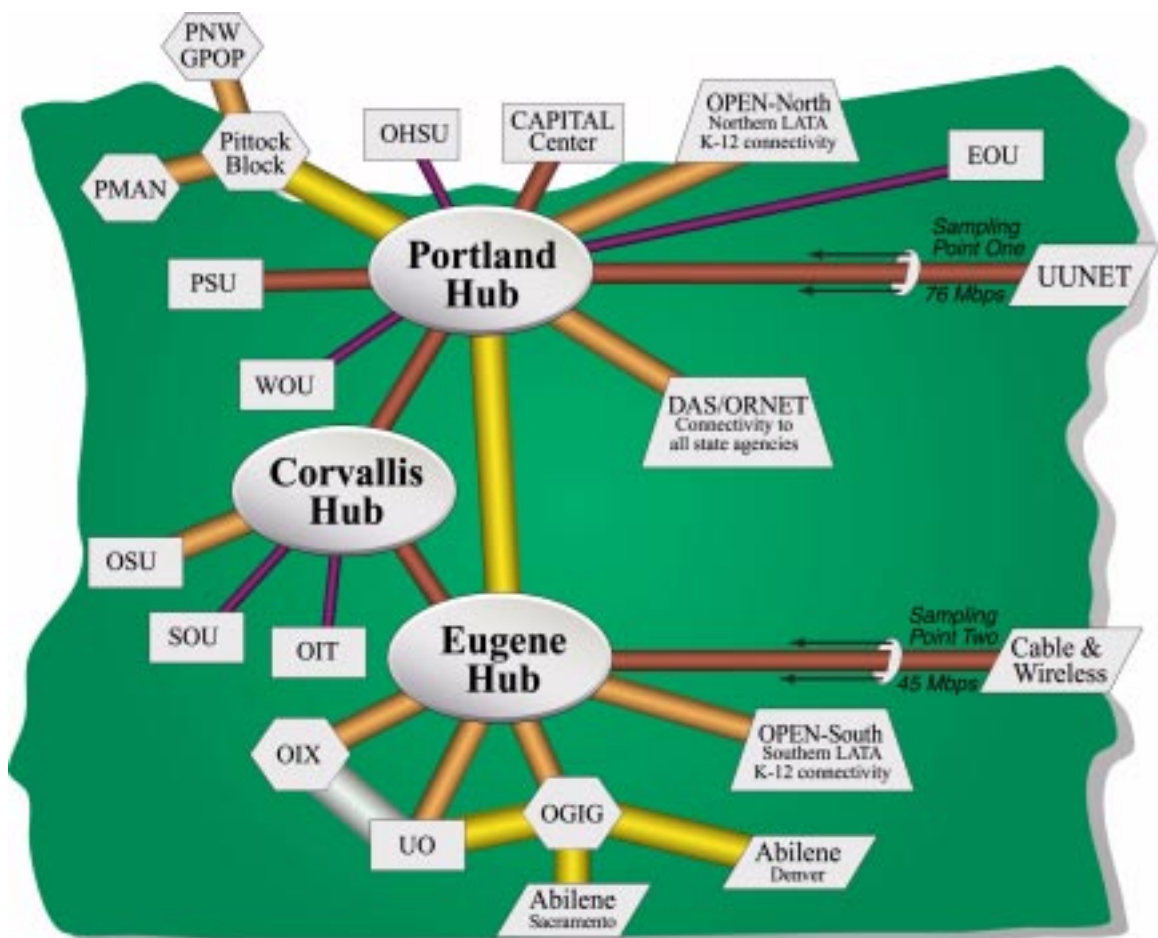 PNW
GPOP
Pittock
Block
PMAN
OHSU
CAPITAL
Center
OPEN-North
Northern LATA
K-12 connectivity
EOU
Portland
Hub
PSU
Sampling
Point One
76 Mbps
UUNET
WOU
DAS/ORNET
Connectivity to
all state agencies
Corvallis
Hub
OSU
SOU
OIT
Eugene
Hub
Sampling
Point Two
45 Mbps
Cable &
Wireless
OIX
OPEN-South
Southern LATA
K-12 connectivity
UO
OGIG
Abilene
Denver
Abilene
Sacramento